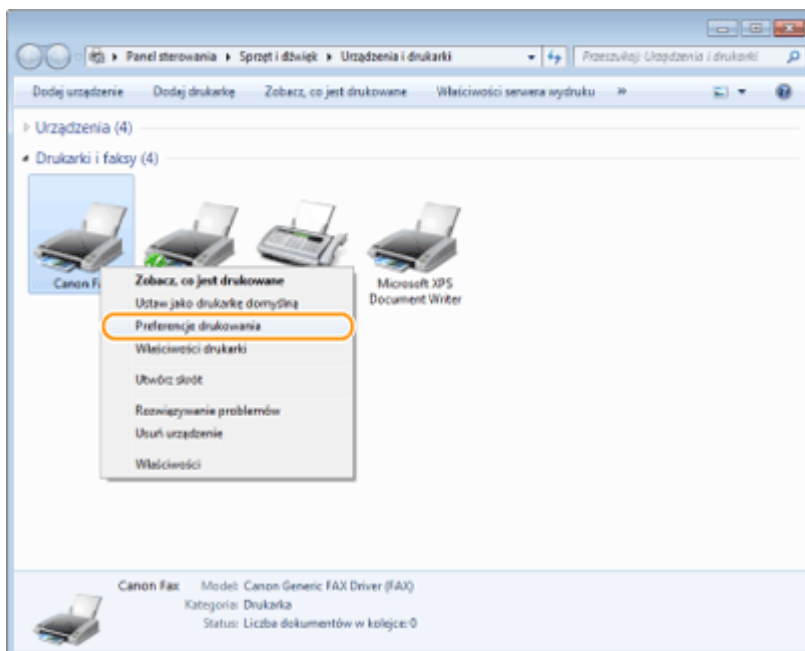 Panel sterowania ▸ Sprzęt i dźwięk ▸ Urządzenia i drukarki
Przeszukaj: Urządzenia i drukarki
Dodaj urządzenie Dodaj drukarkę Zobacz, co jest drukowane Właściwości serwera wydruku »
Urządzenia (4)
Drukarki i faksy (4)
Canon F
Microsoft XPS
Document Writer
Zobacz, co jest drukowane
Ustaw jako drukarkę domyślną
Preferencje drukowania
Właściwości drukarki
Utwórz skrót
Rozwiązywanie problemów
Usuń urządzenie
Właściwości
Canon Fax Model: Canon Generic FAX Driver (FAX)
Kategoria: Drukarka
Status: Liczba dokumentów w kolejce: 0